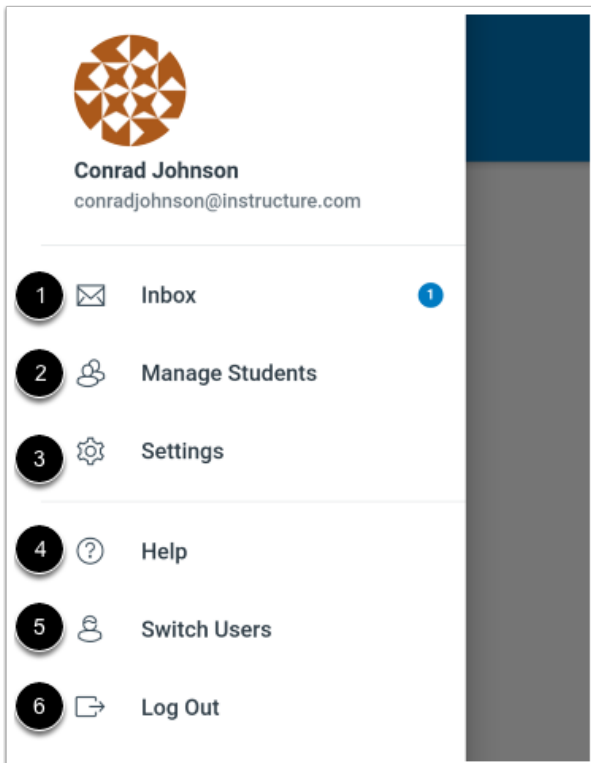 Conrad Johnson
conradjohnson@instructure.com
1 Inbox 1
2 Manage Students
3 Settings
4 Help
5 Switch Users
6 Log Out